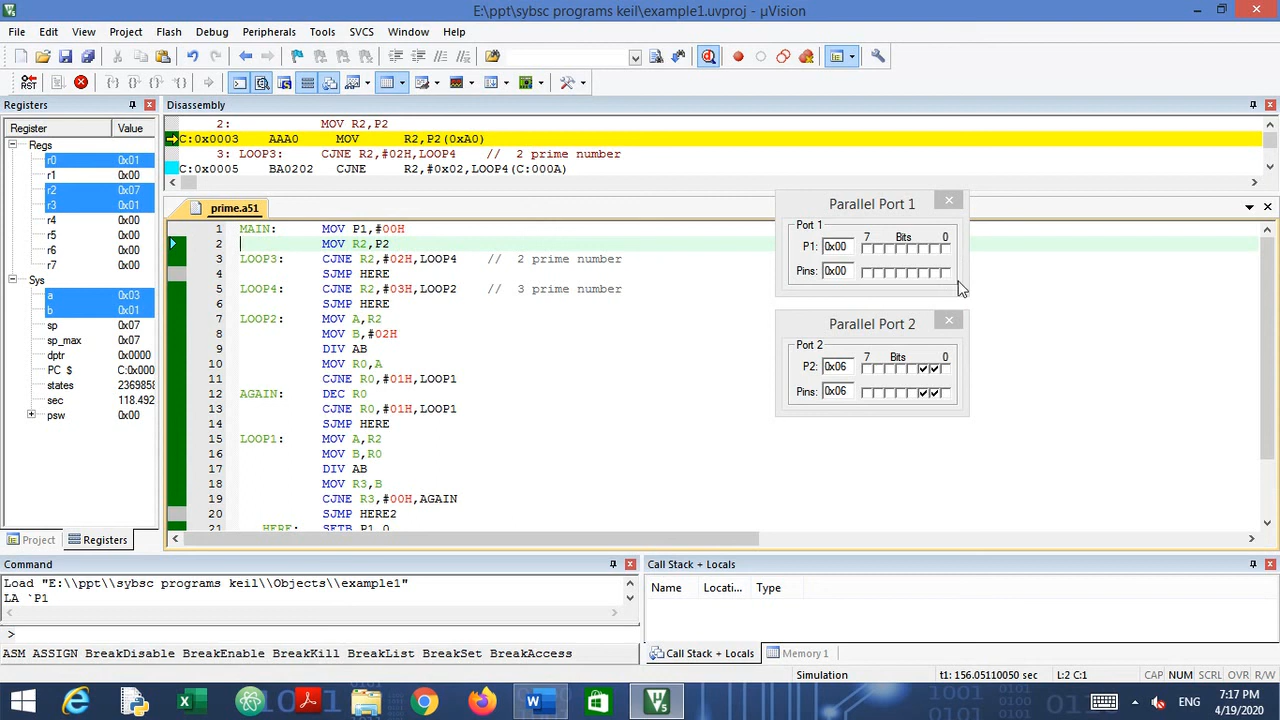 E:\ppt\sybsc programs keil\example1.uvproj - µVision
File Edit View Project Flash Debug Peripherals Tools SVCS Window Help
Registers
Register Value
Regs
r0 0x01
r1 0x00
r2 0x07
r3 0x01
r4 0x00
r5 0x00
r6 0x00
r7 0x00
Sys
a 0x03
b 0x01
sp 0x07
sp_max 0x07
dptr 0x0000
PC $ C:0x000
states 2369858
sec 118.492
psw 0x00
Project Registers
Disassembly
2: MOV R2,P2
C:0x0003 AAA0 MOV R2,P2(0xA0)
3: LOOP3: CJNE R2,#02H,LOOP4 // 2 prime number
C:0x0005 BA0202 CJNE R2,#0x02,LOOP4(C:000A)
prime.a51
1 MAIN: MOV P1,#00H
2 MOV R2,P2
3 LOOP3: CJNE R2,#02H,LOOP4 // 2 prime number
4 SJMP HERE
5 LOOP4: CJNE R2,#03H,LOOP2 // 3 prime number
6 SJMP HERE
7 LOOP2: MOV A,R2
8 MOV B,#02H
9 DIV AB
10 MOV R0,A
11 CJNE R0,#01H,LOOP1
12 AGAIN: DEC R0
13 CJNE R0,#01H,LOOP1
14 SJMP HERE
15 LOOP1: MOV A,R2
16 MOV B,R0
17 DIV AB
18 MOV R3,B
19 CJNE R3,#00H,AGAIN
20 SJMP HERE2
21 HERE: SETB P1.0
Parallel Port 1
Port 1
7 Bits 0
P1: 0x00
Pins: 0x00
Parallel Port 2
Port 2
7 Bits 0
P2: 0x06
Pins: 0x06
Command
Load "E:\\ppt\\sybsc programs keil\\Objects\\example1"
LA `P1
>
ASM ASSIGN BreakDisable BreakEnable BreakKill BreakList BreakSet BreakAccess
Call Stack + Locals
Name Locati... Type
Call Stack + Locals Memory 1
Simulation t1: 156.05110050 sec L:2 C:1 CAP NUM SCRL OVR R/W
ENG
7:17 PM
4/19/2020